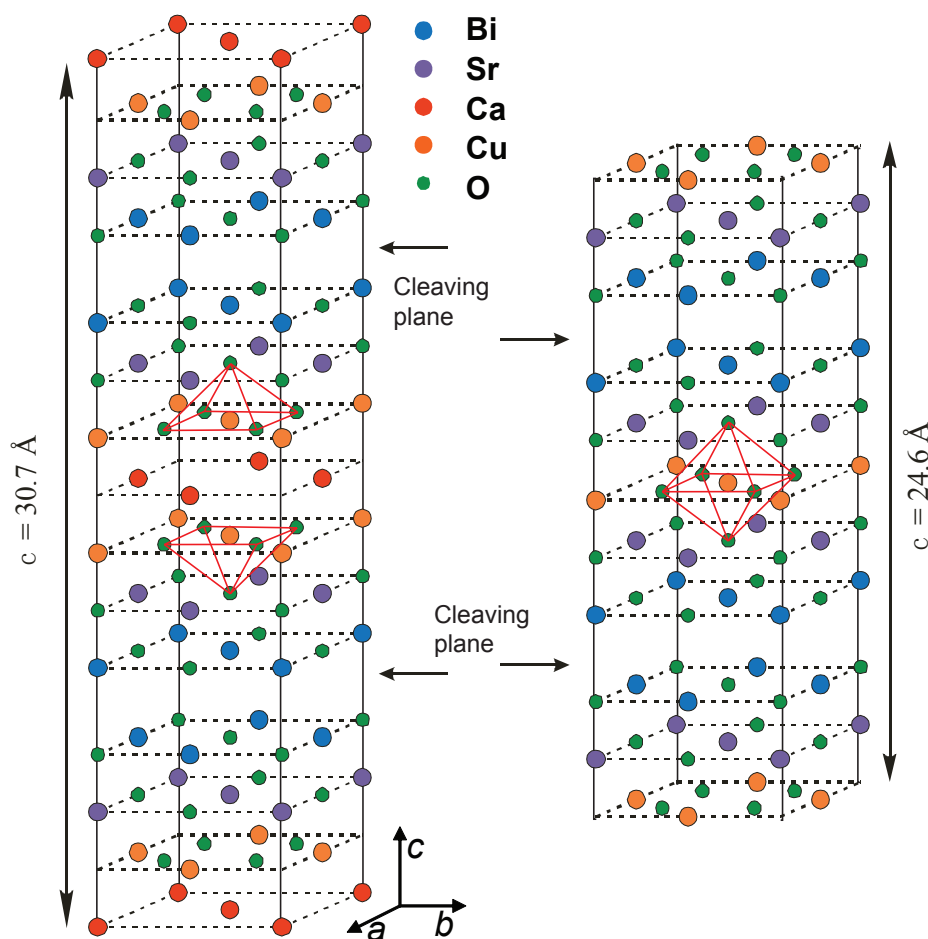 Bi
Sr
Ca
Cu
O
Cleaving
plane
Cleaving
plane
c = 30.7 Å
c = 24.6 Å
c
a
b